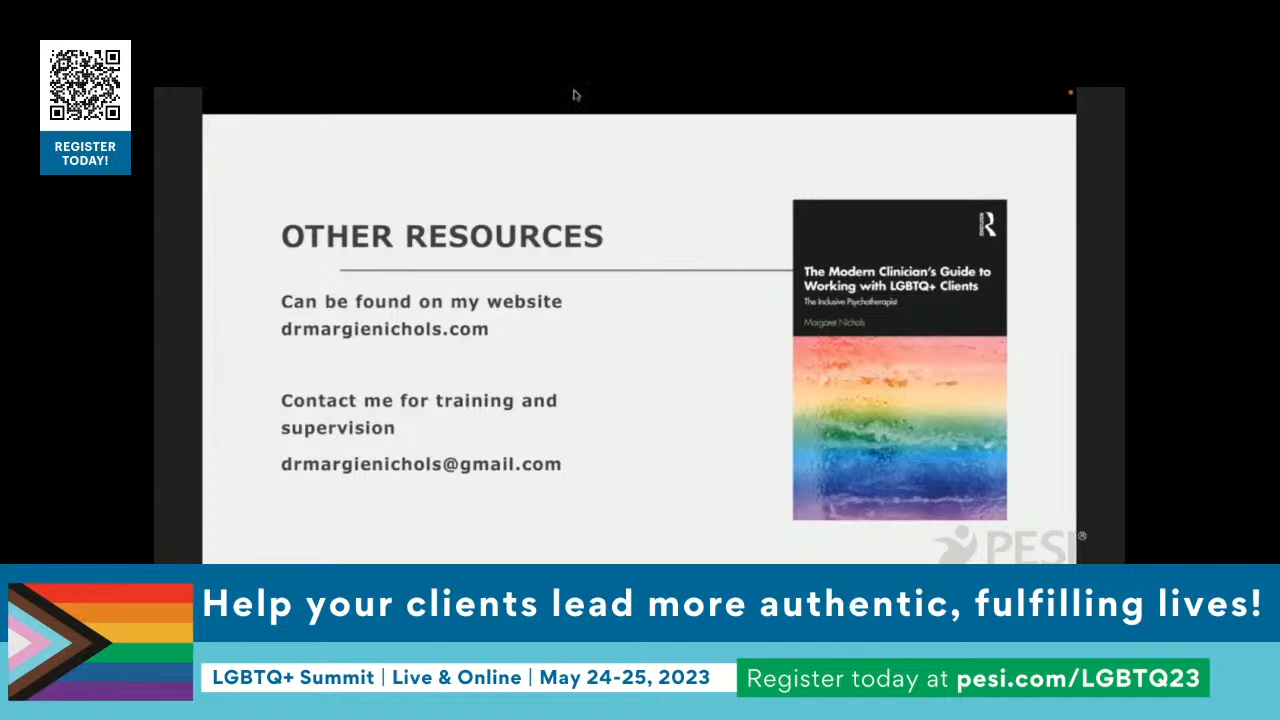 REGISTER
TODAY!
OTHER RESOURCES
Can be found on my website
drmargienichols.com
Contact me for training and
supervision
drmargienichols@gmail.com
R
The Modern Clinician's Guide to
Working with LGBTQ+ Clients
The Inclusive Psychotherapist
Margaret Nichols
PESI®
Help your clients lead more authentic, fulfilling lives!
LGBTQ+ Summit | Live & Online | May 24-25, 2023
Register today at pesi.com/LGBTQ23